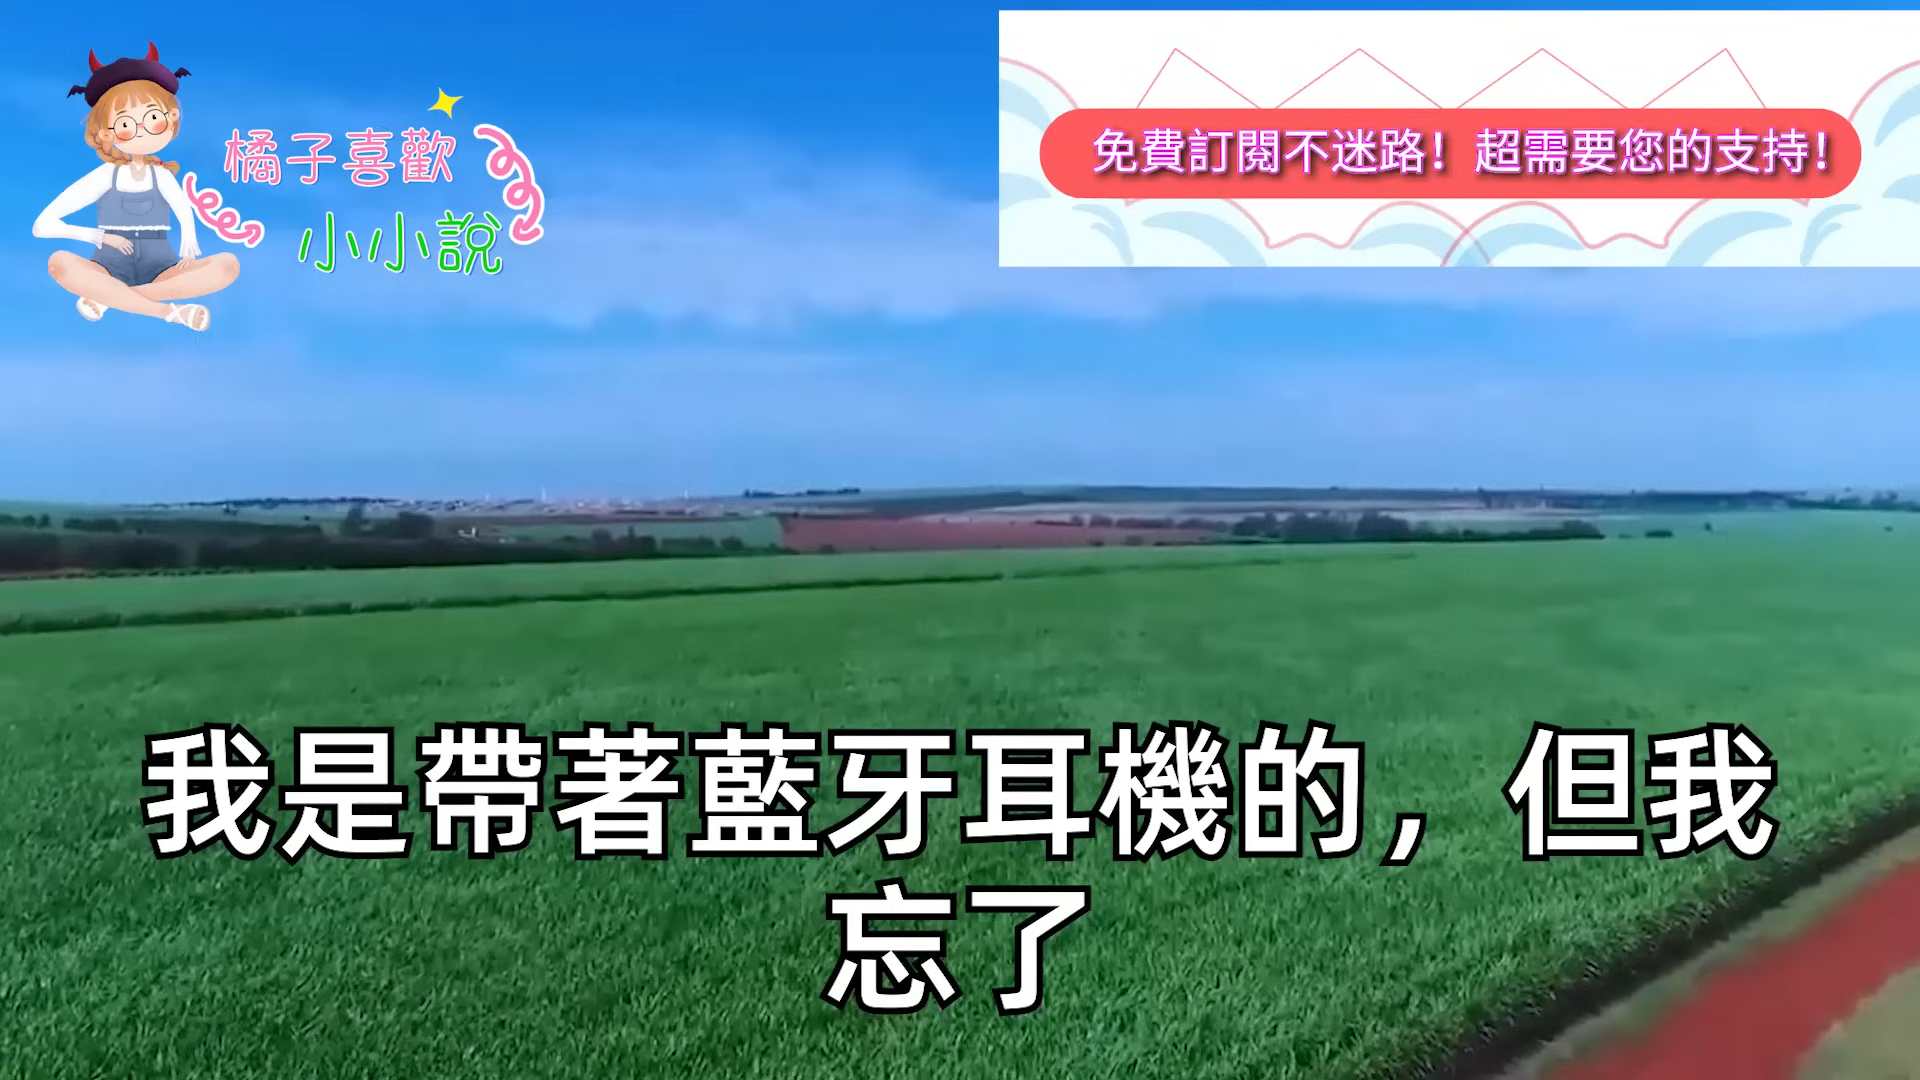 橘子喜歡
小小說
免費訂閱不迷路！超需要您的支持！
我是帶著藍牙耳機的，但我
忘了